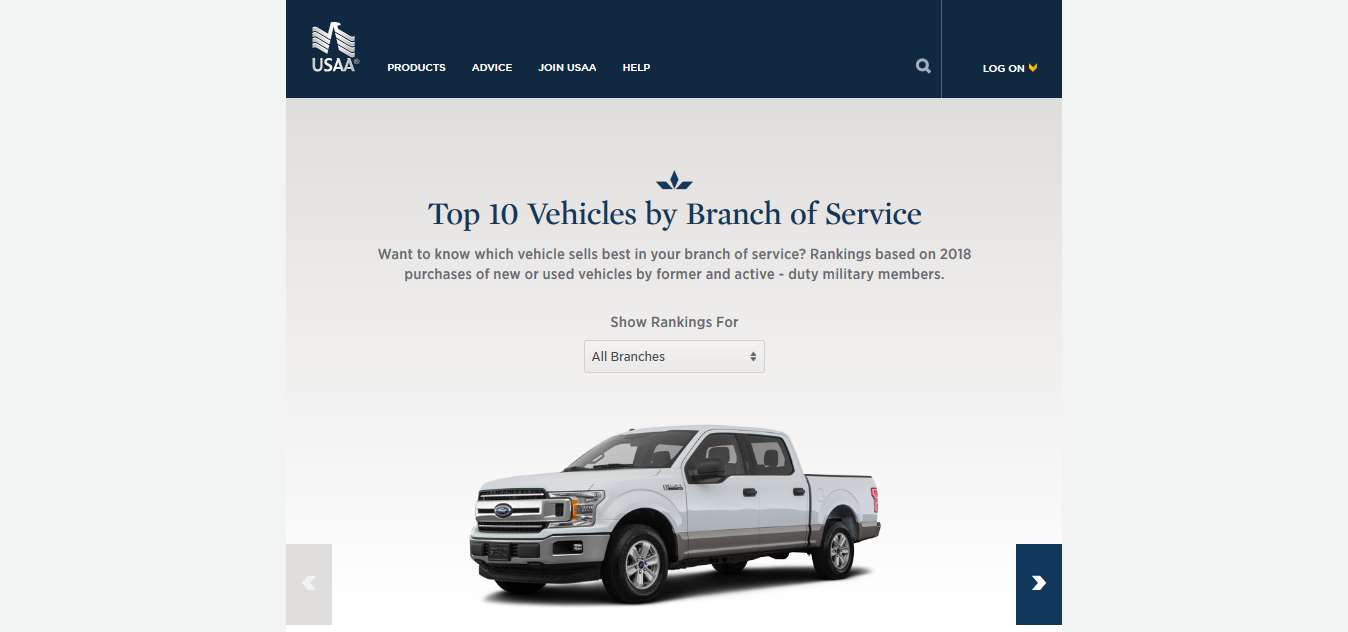 USAA®
PRODUCTS
ADVICE
JOIN USAA
HELP
LOG ON
Top 10 Vehicles by Branch of Service
Want to know which vehicle sells best in your branch of service? Rankings based on 2018
purchases of new or used vehicles by former and active - duty military members.
Show Rankings For
All Branches